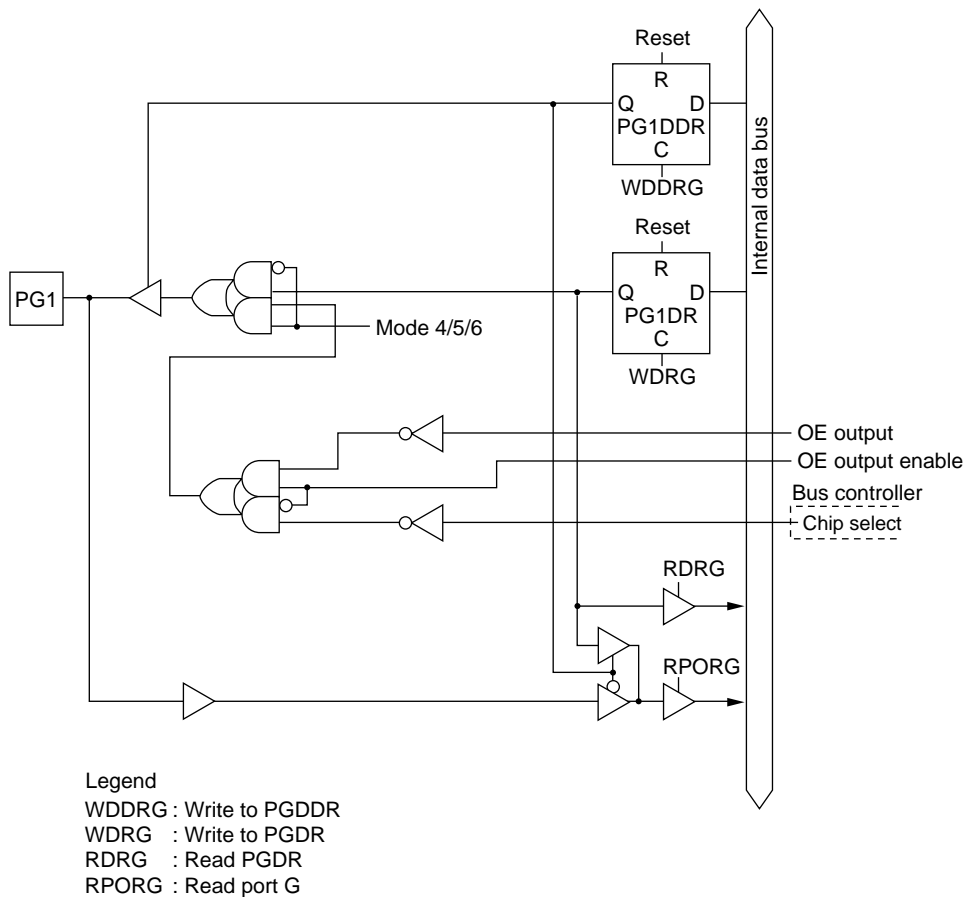 Reset
R
Q D
PG1DDR
C
WDDRG
Internal data bus
Reset
R
Q D
PG1DR
C
WDRG
PG1
Mode 4/5/6
OE output
OE output enable
Bus controller
Chip select
RDRG
RPORG
Legend
WDDRG : Write to PGDDR
WDRG : Write to PGDR
RDRG : Read PGDR
RPORG : Read port G